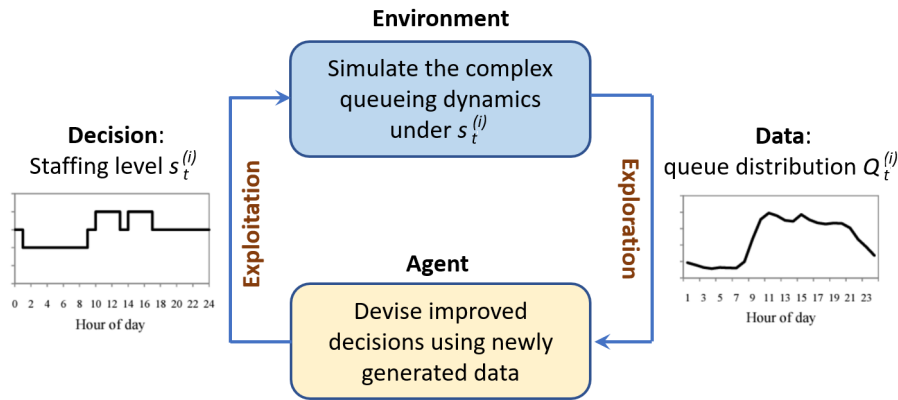 Environment
Simulate the complex
queueing dynamics
under s_t^(i)
Decision:
Staffing level s_t^(i)
0 2 4 6 8 10 12 14 16 18 20 22 24
Hour of day
Exploitation
Exploration
Data:
queue distribution Q_t^(i)
1 3 5 7 9 11 13 15 17 19 21 23
Hour of day
Agent
Devise improved
decisions using newly
generated data